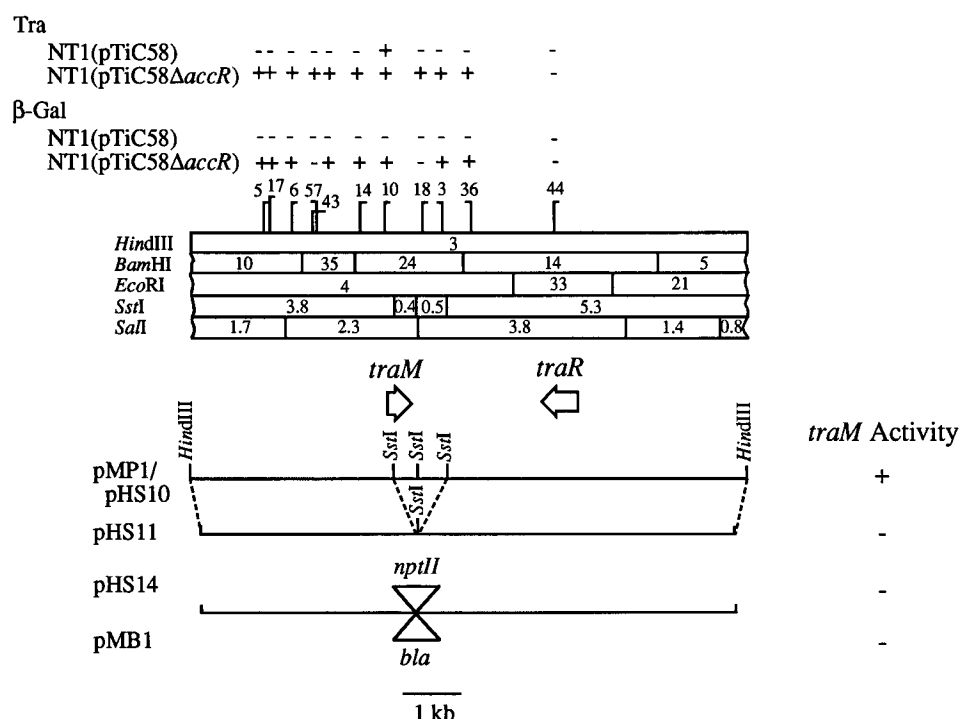 Tra
NT1(pTiC58) -- - -- - + - - - -
NT1(pTiC58ΔaccR) ++ + ++ + + + + + -
β-Gal
NT1(pTiC58) -- - -- - - - - - -
NT1(pTiC58ΔaccR) ++ + -+ + + - + + -
5 17 6 57 43 14 10 18 3 36 44
HindIII 3
BamHI 10 35 24 14 5
EcoRI 4 33 21
SstI 3.8 0.4 0.5 5.3
SalI 1.7 2.3 3.8 1.4 0.8
traM traR
HindIII SstI SstI SstI HindIII traM Activity
pMP1/ +
pHS10 SstI
pHS11 -
nptII
pHS14 -
pMB1 -
bla
1 kb